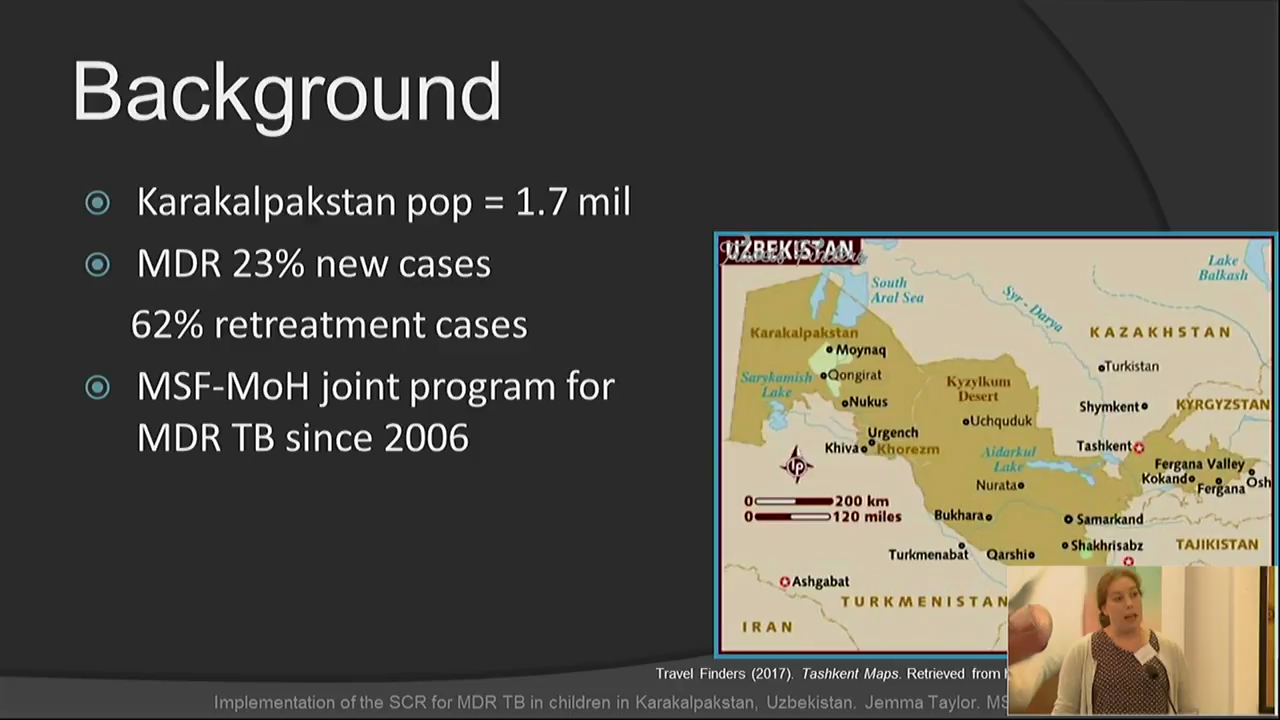 Background
Karakalpakstan pop = 1.7 mil
MDR 23% new cases
62% retreatment cases
MSF-MoH joint program for
MDR TB since 2006
UZBEKISTAN
South
Aral Sea
Lake
Balkash
Syr - Darya
Karakalpakstan
KAZAKHSTAN
Moynaq
Turkistan
Sarykamish
Lake
Qongirat
Kyzylkum
Desert
Nukus
Shymkent
KYRGYZSTAN
Uchquduk
Urgench
Khiva
Khorezm
Tashkent
Aidarkul
Lake
Fergana Valley
Kokand
Fergana
Osh
Nurata
0 200 km
0 120 miles
Bukhara
Samarkand
Turkmenabat
Qarshi
Shakhrisabz
TAJIKISTAN
Ashgabat
TURKMENISTAN
IRAN
Travel Finders (2017). Tashkent Maps. Retrieved from
Implementation of the SCR for MDR TB in children in Karakalpakstan, Uzbekistan. Jemma Taylor.